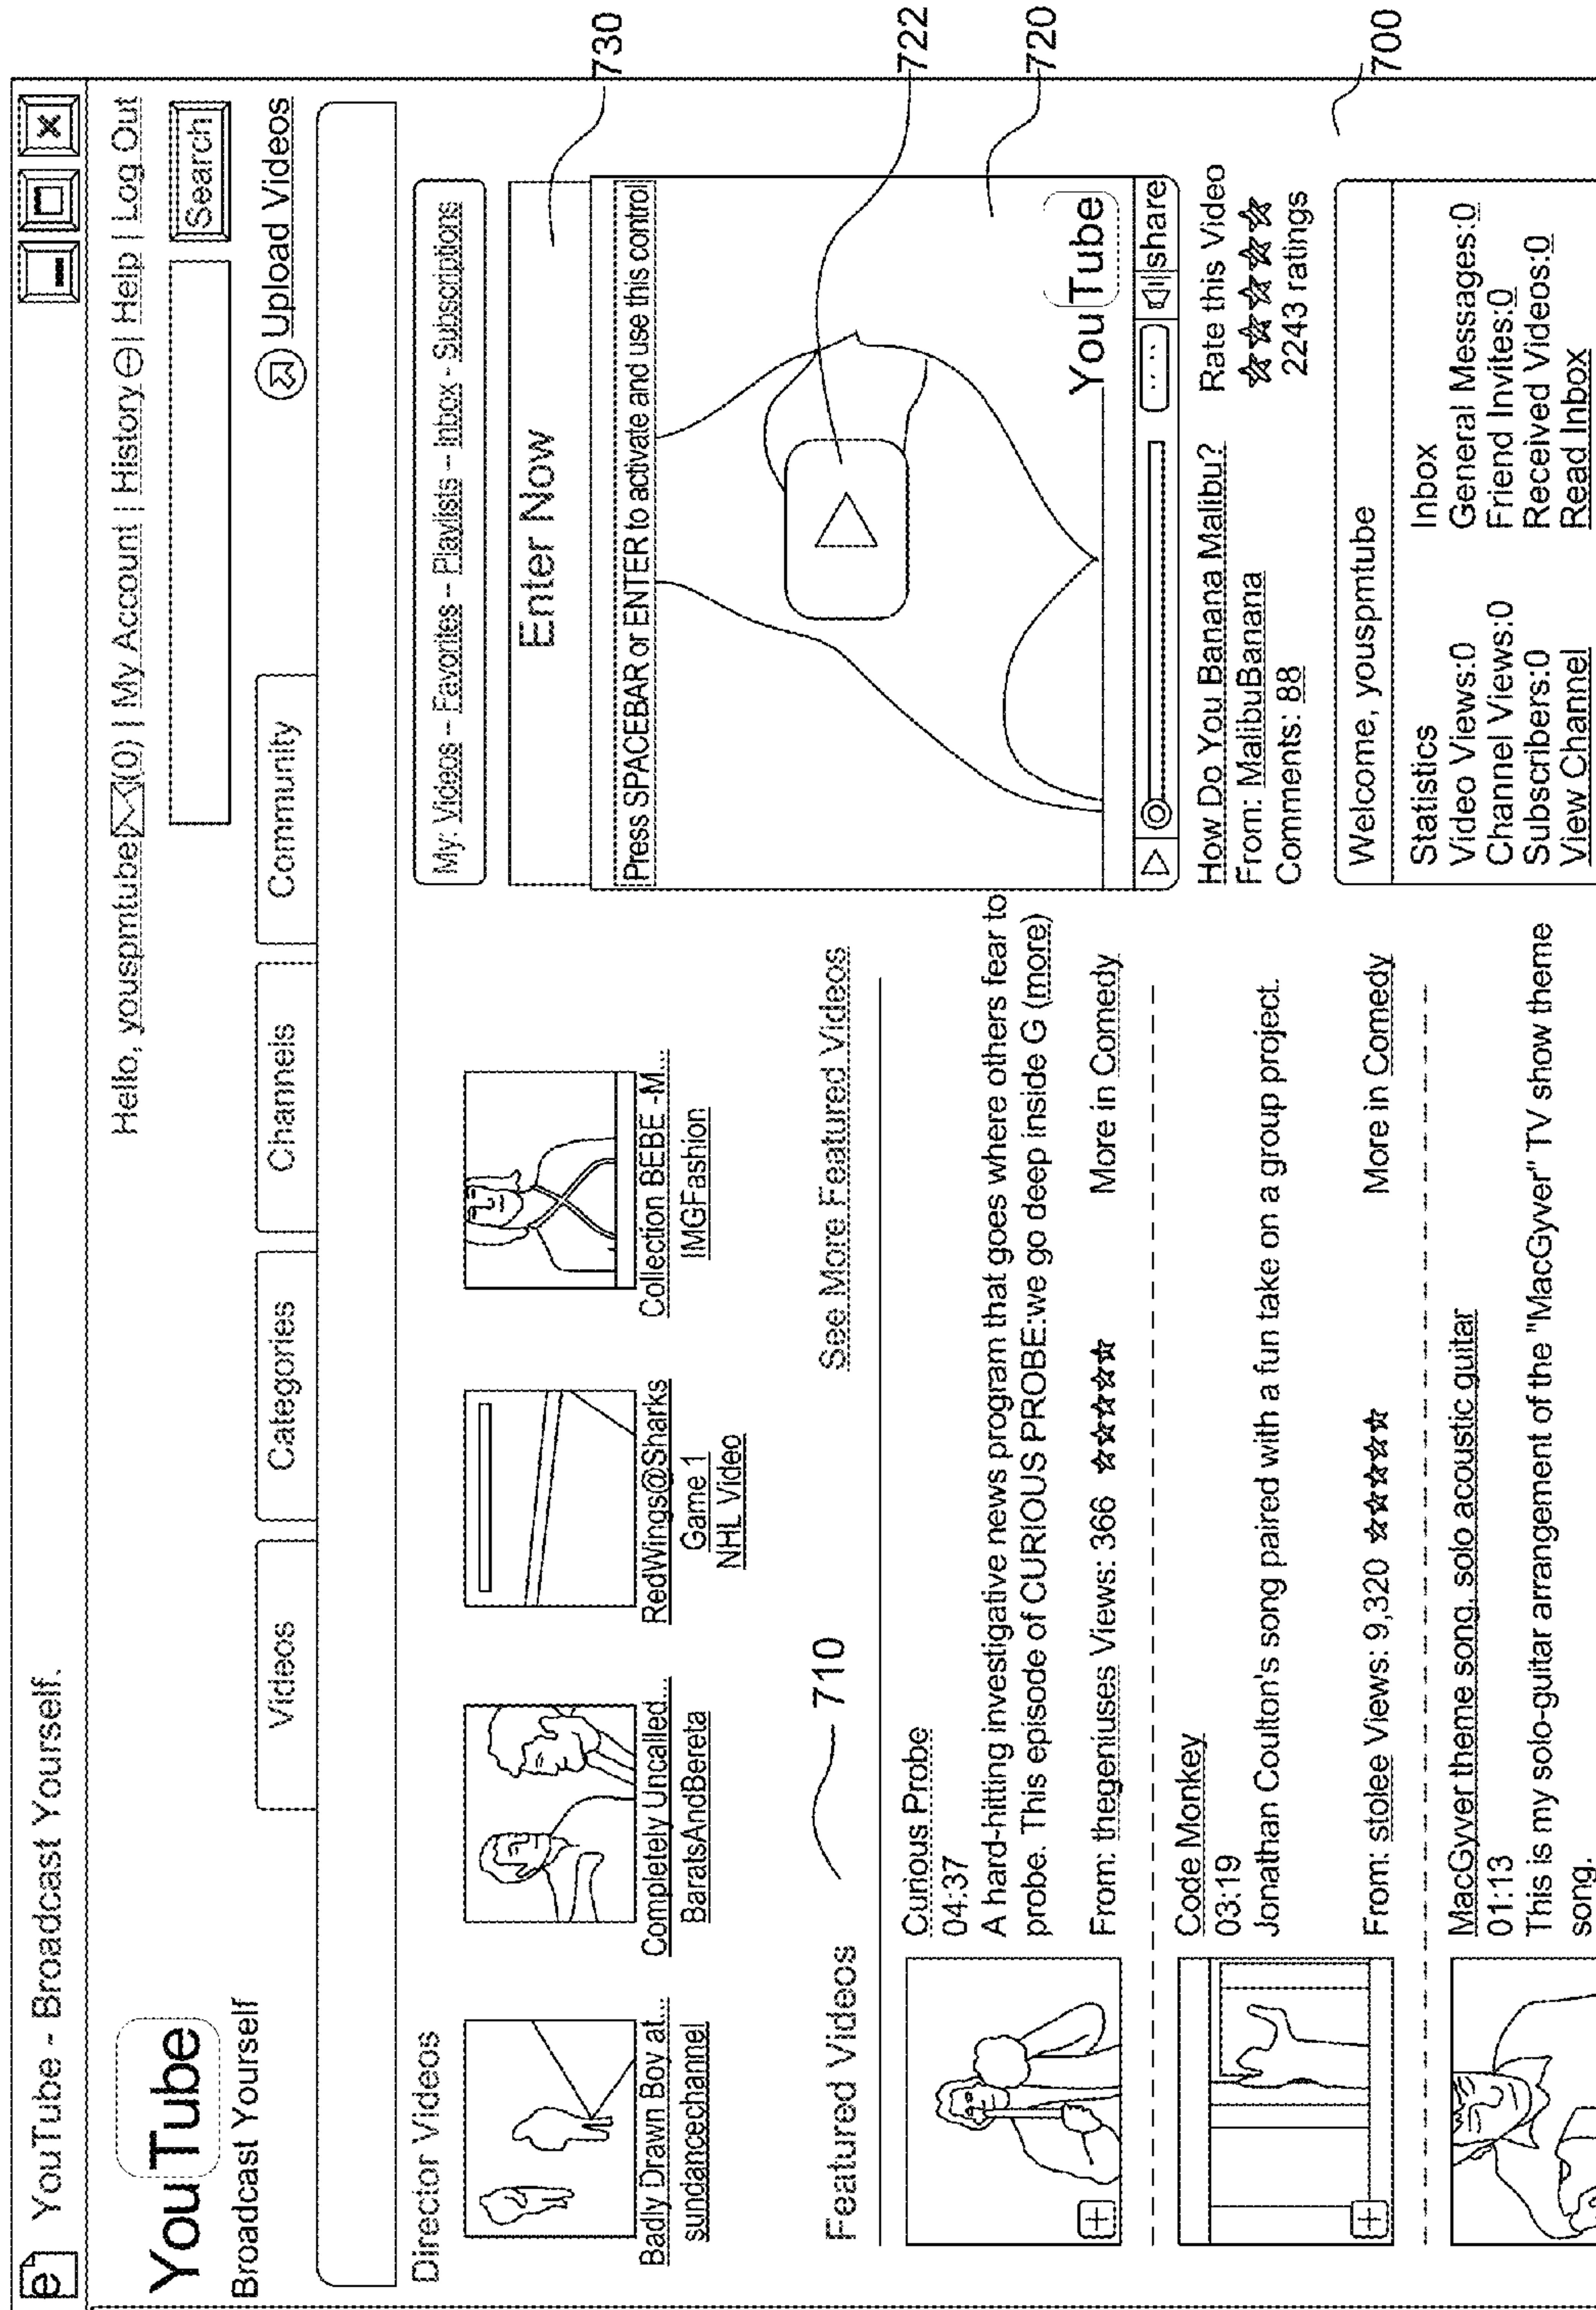 YouTube - Broadcast Yourself.
YouTube
Broadcast Yourself
Hello, youspmtube (0) | My Account | History | Help | Log Out
Search
Videos
Categories
Channels
Community
Upload Videos
Director Videos
Badly Drawn Boy at...
sundancechannel
Completely Uncalled...
BaratsAndBereta
RedWings@Sharks
Game 1
NHL Video
Collection BEBE -M...
IMGFashion
My: Videos -- Favorites -- Playlists -- Inbox - Subscriptions
Enter Now
730
Press SPACEBAR or ENTER to activate and use this control
722
720
YouTube
share
How Do You Banana Malibu?
From: MalibuBanana
Comments: 88
Rate this Video
2243 ratings
700
Welcome, youspmtube
Statistics
Video Views:0
Channel Views:0
Subscribers:0
View Channel
Inbox
General Messages:0
Friend Invites:0
Received Videos:0
Read Inbox
Featured Videos
710
See More Featured Videos
Curious Probe
04:37
A hard-hitting investigative news program that goes where others fear to
probe. This episode of CURIOUS PROBE:we go deep inside G (more)
From: thegeniuses Views: 366
More in Comedy
Code Monkey
03:19
Jonathan Coulton's song paired with a fun take on a group project.
From: stolee Views: 9,320
More in Comedy
MacGyver theme song, solo acoustic guitar
01:13
This is my solo-guitar arrangement of the "MacGyver" TV show theme
song.